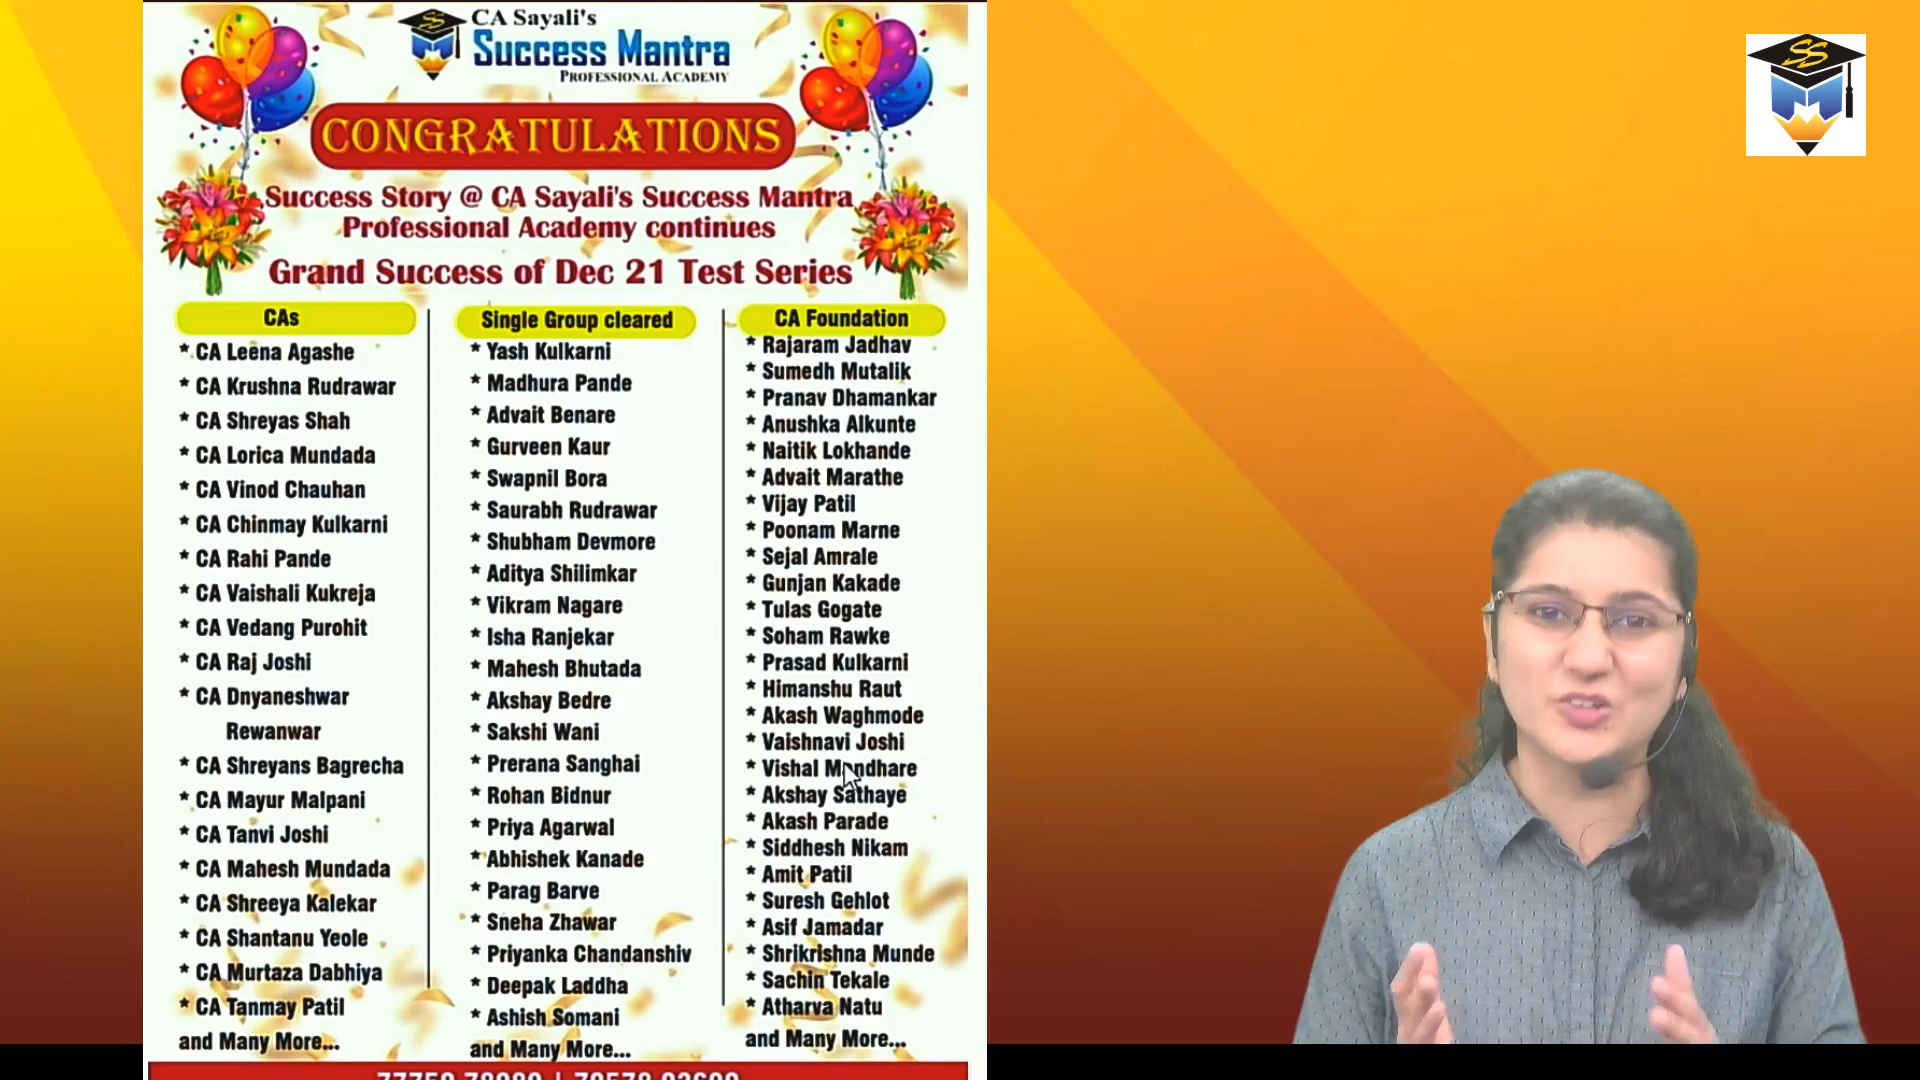 CA Sayali's
Success Mantra
PROFESSIONAL ACADEMY
CONGRATULATIONS
Success Story @ CA Sayali's Success Mantra
Professional Academy continues
Grand Success of Dec 21 Test Series
CAs
* CA Leena Agashe
* CA Krushna Rudrawar
* CA Shreyas Shah
* CA Lorica Mundada
* CA Vinod Chauhan
* CA Chinmay Kulkarni
* CA Rahi Pande
* CA Vaishali Kukreja
* CA Vedang Purohit
* CA Raj Joshi
* CA Dnyaneshwar
Rewanwar
* CA Shreyans Bagrecha
* CA Mayur Malpani
* CA Tanvi Joshi
* CA Mahesh Mundada
* CA Shreeya Kalekar
* CA Shantanu Yeole
* CA Murtaza Dabhiya
* CA Tanmay Patil
and Many More...
Single Group cleared
* Yash Kulkarni
* Madhura Pande
* Advait Benare
* Gurveen Kaur
* Swapnil Bora
* Saurabh Rudrawar
* Shubham Devmore
* Aditya Shilimkar
* Vikram Nagare
* Isha Ranjekar
* Mahesh Bhutada
* Akshay Bedre
* Sakshi Wani
* Prerana Sanghai
* Rohan Bidnur
* Priya Agarwal
* Abhishek Kanade
* Parag Barve
* Sneha Zhawar
* Priyanka Chandanshiv
* Deepak Laddha
* Ashish Somani
and Many More...
CA Foundation
* Rajaram Jadhav
* Sumedh Mutalik
* Pranav Dhamankar
* Anushka Alkunte
* Naitik Lokhande
* Advait Marathe
* Vijay Patil
* Poonam Marne
* Sejal Amrale
* Gunjan Kakade
* Tulas Gogate
* Soham Rawke
* Prasad Kulkarni
* Himanshu Raut
* Akash Waghmode
* Vaishnavi Joshi
* Vishal Mandhare
* Akshay Sathaye
* Akash Parade
* Siddhesh Nikam
* Amit Patil
* Suresh Gehlot
* Asif Jamadar
* Shrikrishna Munde
* Sachin Tekale
* Atharva Natu
and Many More...
SS